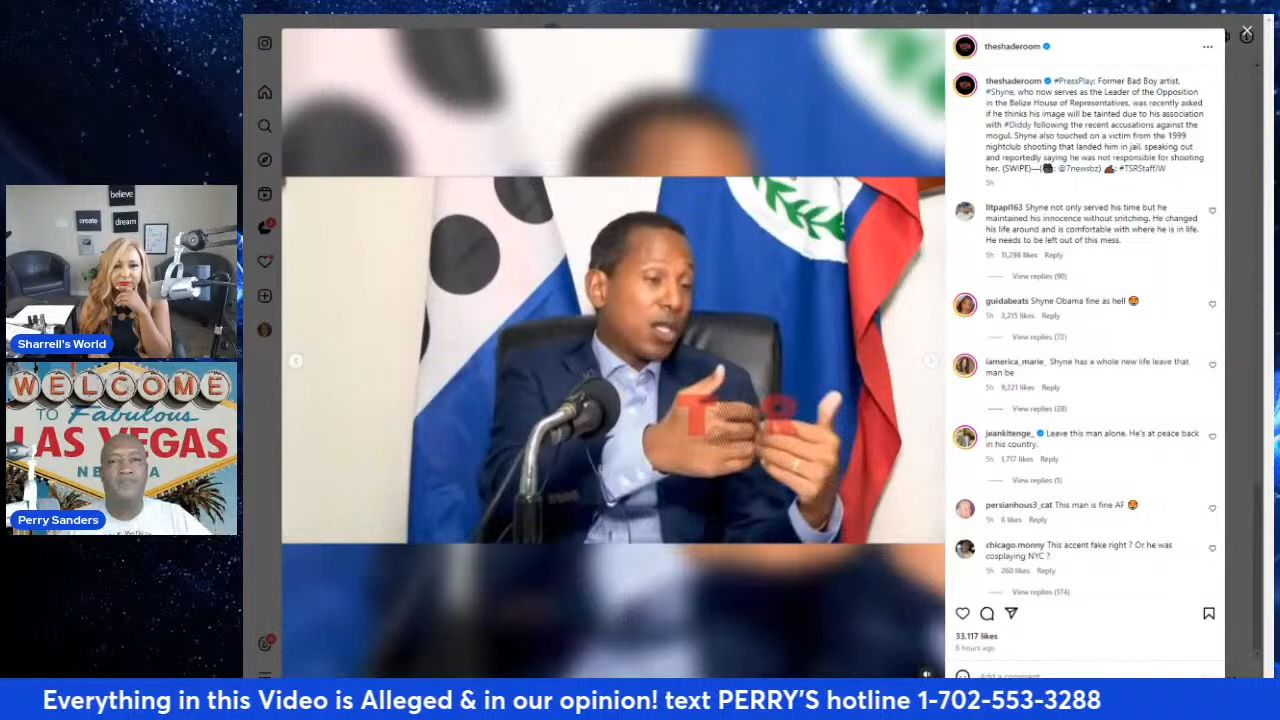 believe
create
dream
Sharrell's World
WELCOME
TO Fabulous
LAS VEGAS
Perry Sanders
theshaderoom
theshaderoom #PressPlay: Former Bad Boy artist,
#Shyne, who now serves as the Leader of the Opposition
in the Belize House of Representatives, was recently asked
if he thinks his image will be tainted due to his association
with #Diddy following the recent accusations against the
mogul. Shyne also touched on a victim from the 1999
nightclub shooting that landed him in jail, speaking out
and reportedly saying he was not responsible for shooting
her. (SWIPE)—(: @7newsbz) : #TSRStaffJW
5h
litpapi163 Shyne not only served his time but he
maintained his innocence without snitching. He changed
his life around and is comfortable with where he is in life.
He needs to be left out of this mess.
5h 11,296 likes Reply
View replies (90)
guidabeats Shyne Obama fine as hell
5h 3,215 likes Reply
View replies (72)
iamerica_marie_ Shyne has a whole new life leave that
man be
5h 9,221 likes Reply
View replies (28)
jeankitenge_ Leave this man alone. He's at peace back
in his country.
5h 1,717 likes Reply
View replies (1)
persianhous3_cat This man is fine AF
5h 6 likes Reply
chicago.monny This accent fake right ? Or he was
cosplaying NYC ?
5h 260 likes Reply
View replies (174)
33,117 likes
6 hours ago
Add a comment...
Everything in this Video is Alleged & in our opinion! text PERRY'S hotline 1-702-553-3288